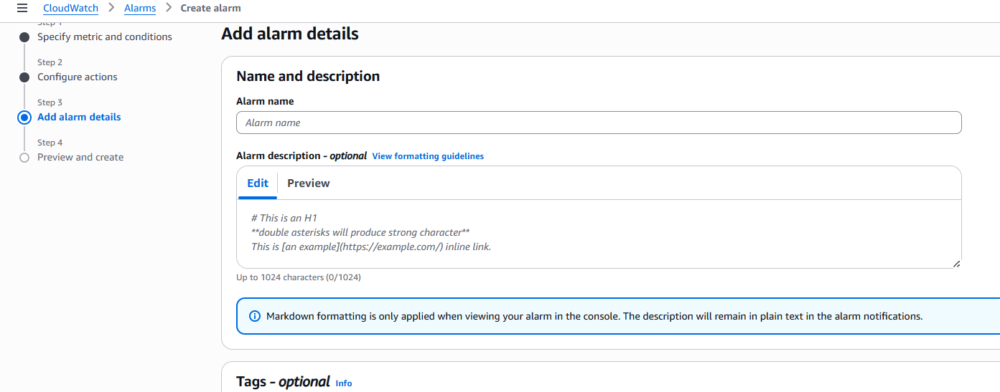 CloudWatch > Alarms > Create alarm
Step 1
Specify metric and conditions
Step 2
Configure actions
Step 3
Add alarm details
Step 4
Preview and create
Add alarm details
Name and description
Alarm name
Alarm name
Alarm description - optional View formatting guidelines
Edit Preview
# This is an H1
**double asterisks will produce strong character**
This is [an example](https://example.com/) inline link.
Up to 1024 characters (0/1024)
Markdown formatting is only applied when viewing your alarm in the console. The description will remain in plain text in the alarm notifications.
Tags - optional Info